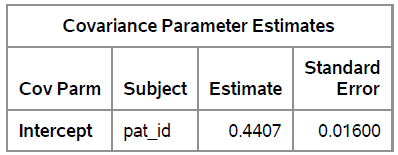 Covariance Parameter Estimates
Cov Parm Subject Estimate Standard Error
Intercept pat_id 0.4407 0.01600